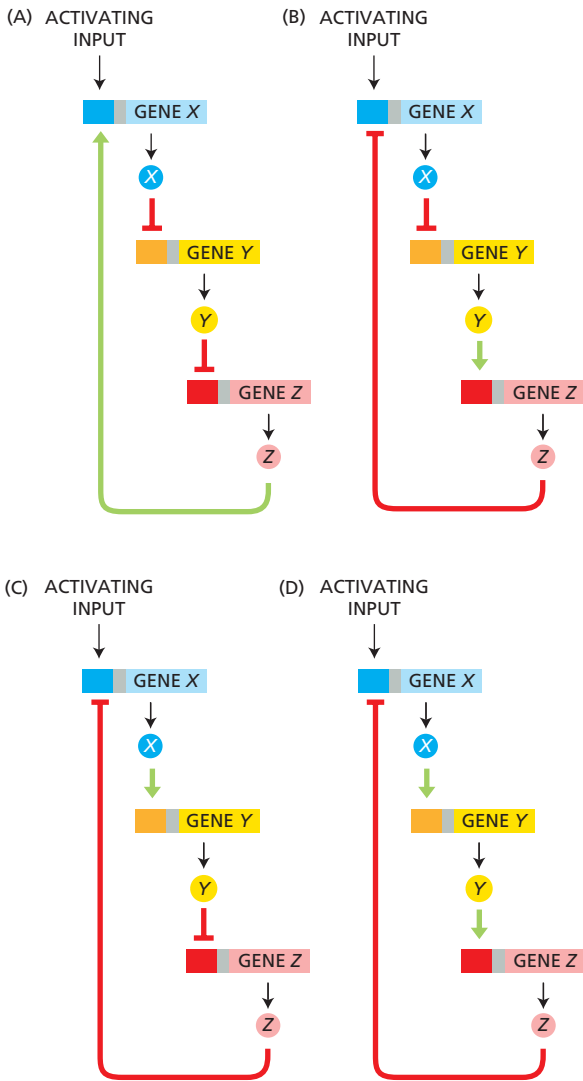 (A) ACTIVATING
INPUT
GENE X
X
GENE Y
Y
GENE Z
Z
(B) ACTIVATING
INPUT
GENE X
X
GENE Y
Y
GENE Z
Z
(C) ACTIVATING
INPUT
GENE X
X
GENE Y
Y
GENE Z
Z
(D) ACTIVATING
INPUT
GENE X
X
GENE Y
Y
GENE Z
Z